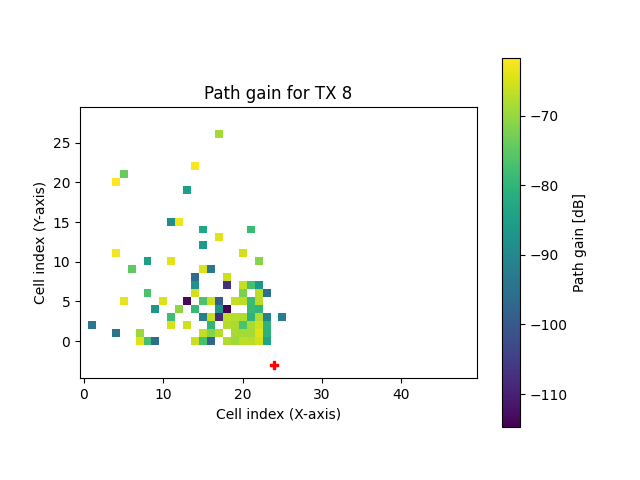 Path gain for TX 8
Cell index (Y-axis)
25
20
15
10
5
0
0 10 20 30 40
Cell index (X-axis)
−70
−80
−90
−100
−110
Path gain [dB]